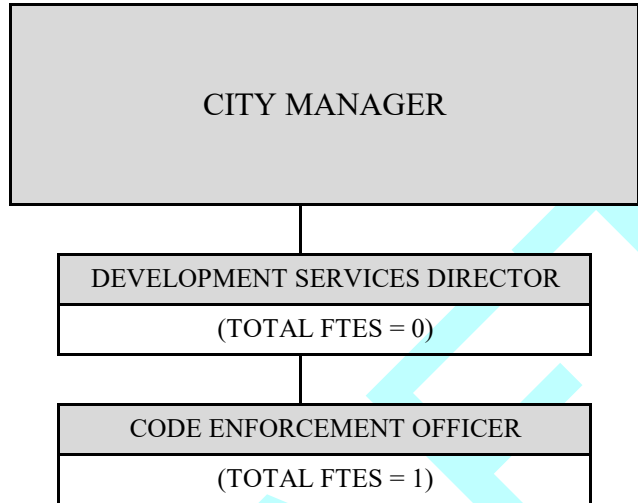 CITY MANAGER
DEVELOPMENT SERVICES DIRECTOR
(TOTAL FTES = 0)
CODE ENFORCEMENT OFFICER
(TOTAL FTES = 1)